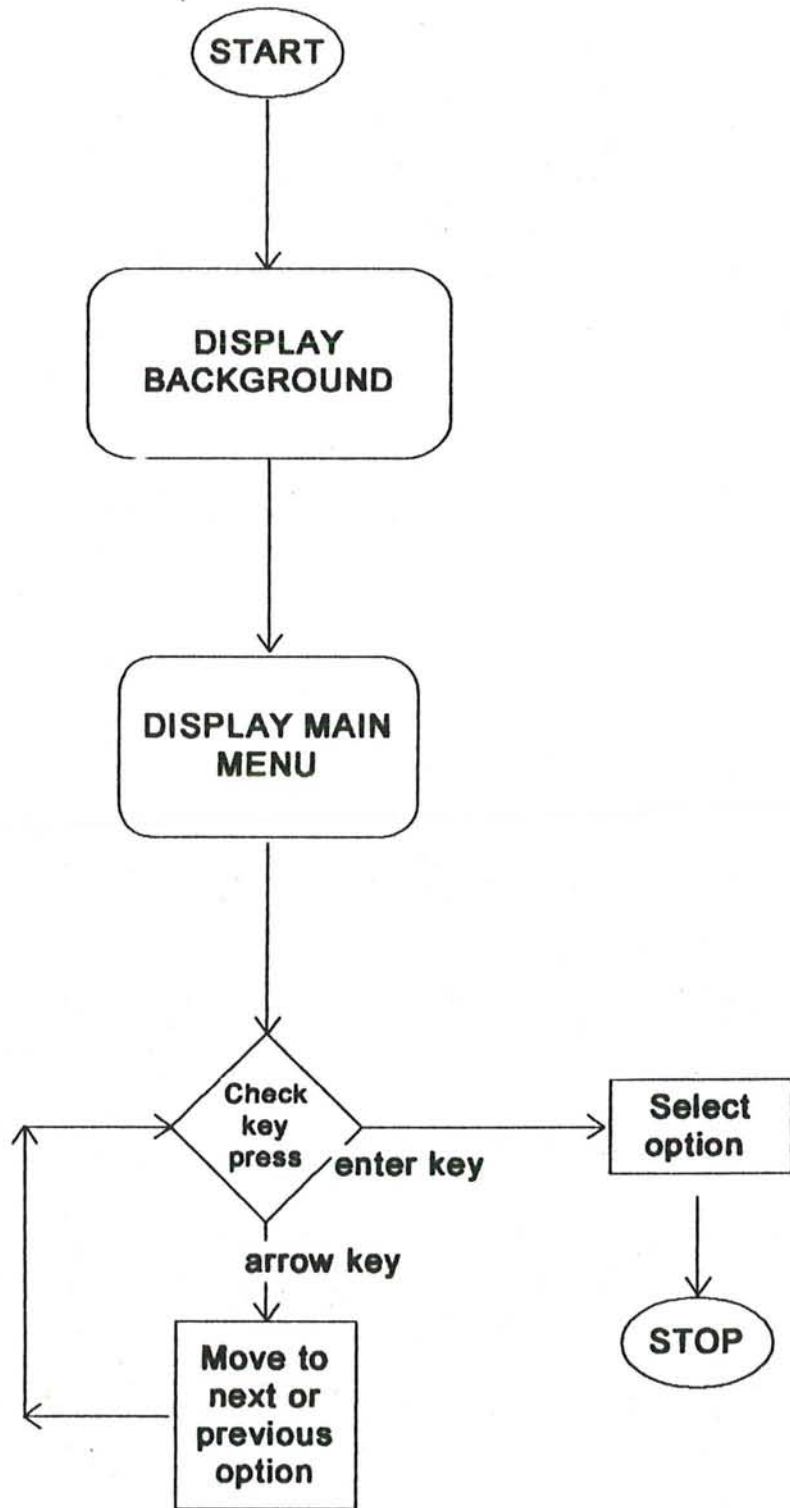 START
DISPLAY
BACKGROUND
DISPLAY MAIN
MENU
Check
key
press
enter key
Select
option
arrow key
Move to
next or
previous
option
STOP